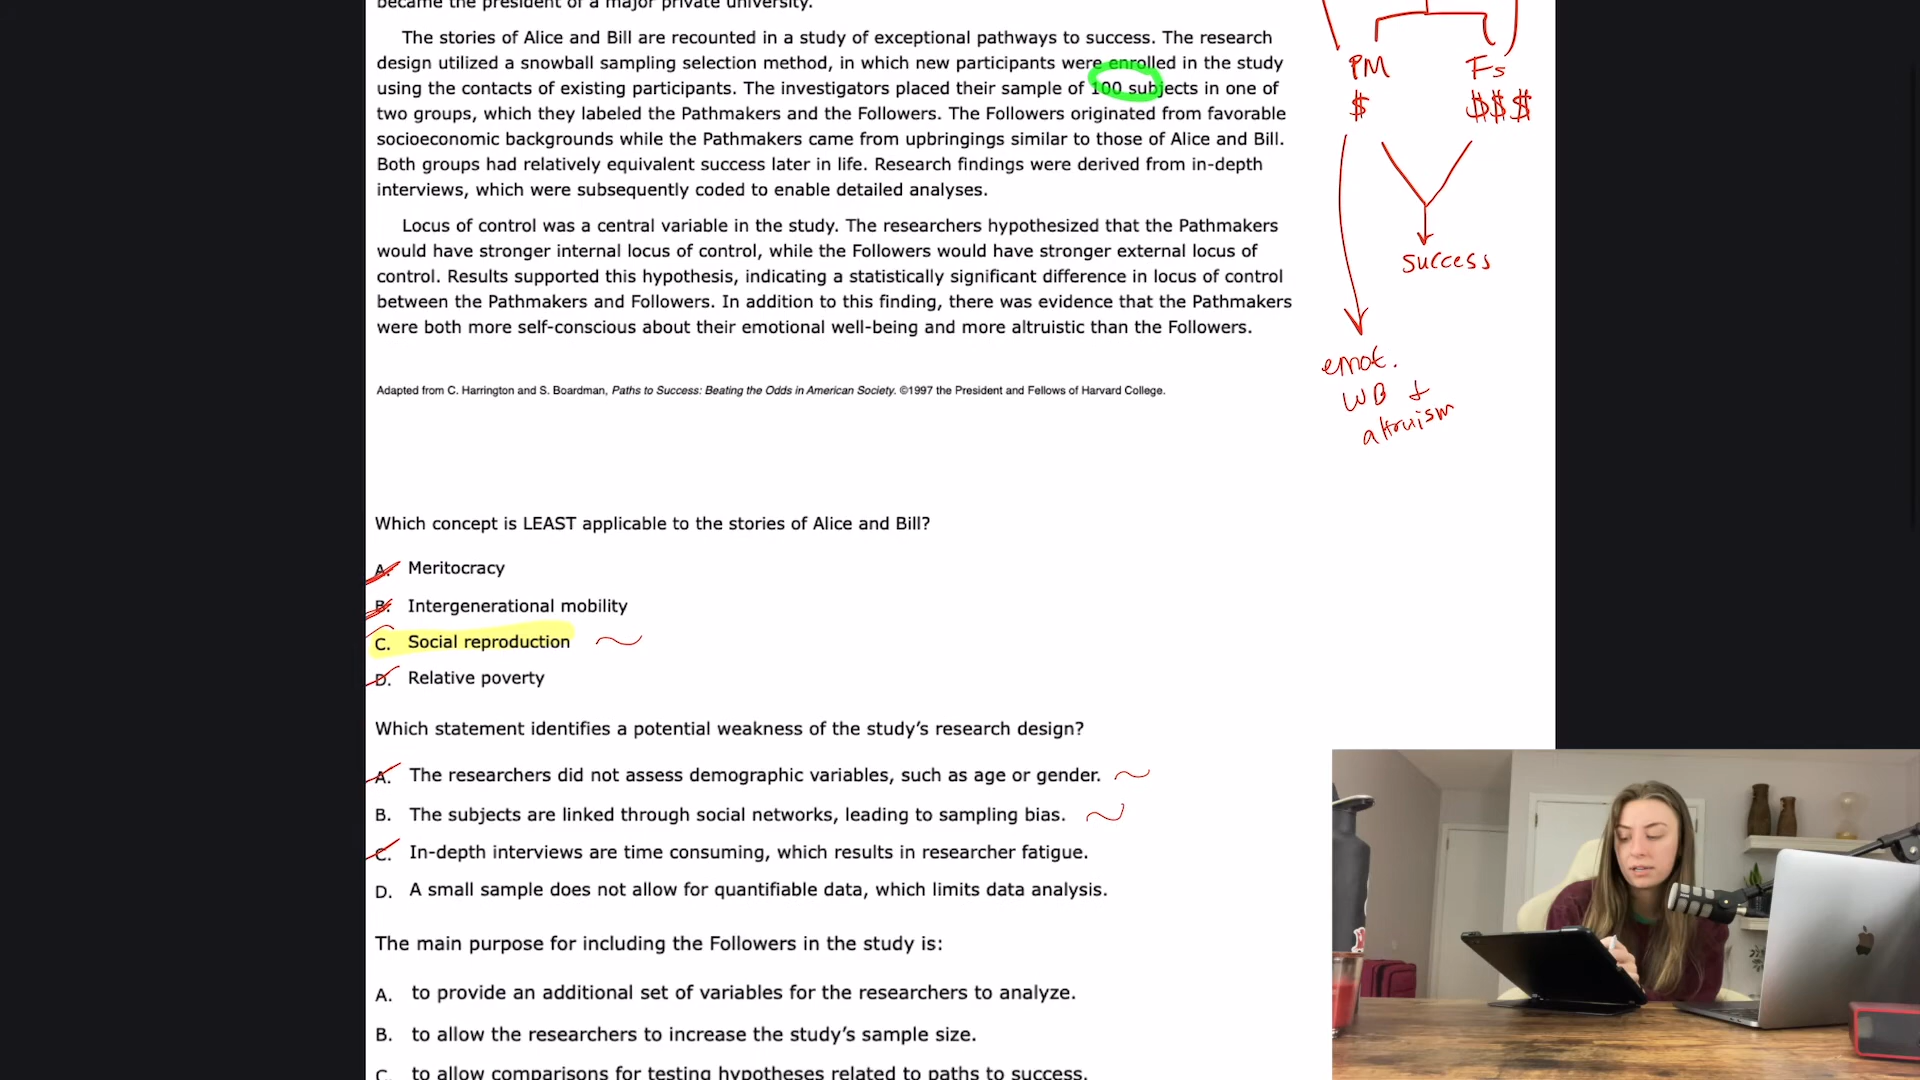 became the president of a major private university.
The stories of Alice and Bill are recounted in a study of exceptional pathways to success. The research
design utilized a snowball sampling selection method, in which new participants were enrolled in the study
using the contacts of existing participants. The investigators placed their sample of 100 subjects in one of
two groups, which they labeled the Pathmakers and the Followers. The Followers originated from favorable
socioeconomic backgrounds while the Pathmakers came from upbringings similar to those of Alice and Bill.
Both groups had relatively equivalent success later in life. Research findings were derived from in-depth
interviews, which were subsequently coded to enable detailed analyses.
Locus of control was a central variable in the study. The researchers hypothesized that the Pathmakers
would have stronger internal locus of control, while the Followers would have stronger external locus of
control. Results supported this hypothesis, indicating a statistically significant difference in locus of control
between the Pathmakers and Followers. In addition to this finding, there was evidence that the Pathmakers
were both more self-conscious about their emotional well-being and more altruistic than the Followers.
Adapted from C. Harrington and S. Boardman, Paths to Success: Beating the Odds in American Society. ©1997 the President and Fellows of Harvard College.
PM
Fs
$
$$$
success
emot.
WB &
altruism
Which concept is LEAST applicable to the stories of Alice and Bill?
A. Meritocracy
B. Intergenerational mobility
C. Social reproduction
D. Relative poverty
Which statement identifies a potential weakness of the study's research design?
A. The researchers did not assess demographic variables, such as age or gender.
B. The subjects are linked through social networks, leading to sampling bias.
C. In-depth interviews are time consuming, which results in researcher fatigue.
D. A small sample does not allow for quantifiable data, which limits data analysis.
The main purpose for including the Followers in the study is:
A. to provide an additional set of variables for the researchers to analyze.
B. to allow the researchers to increase the study's sample size.
C. to allow comparisons for testing hypotheses related to paths to success.